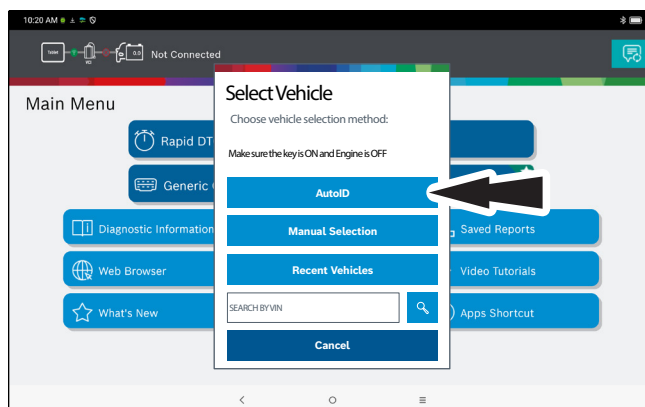 10:20 AM
Tablet
VCI
0.0
Not Connected
Main Menu
Rapid DT
Generic
Diagnostic Information
Web Browser
What's New
Saved Reports
Video Tutorials
Apps Shortcut
Select Vehicle
Choose vehicle selection method:
Make sure the key is ON and Engine is OFF
AutoID
Manual Selection
Recent Vehicles
SEARCH BY VIN
Cancel